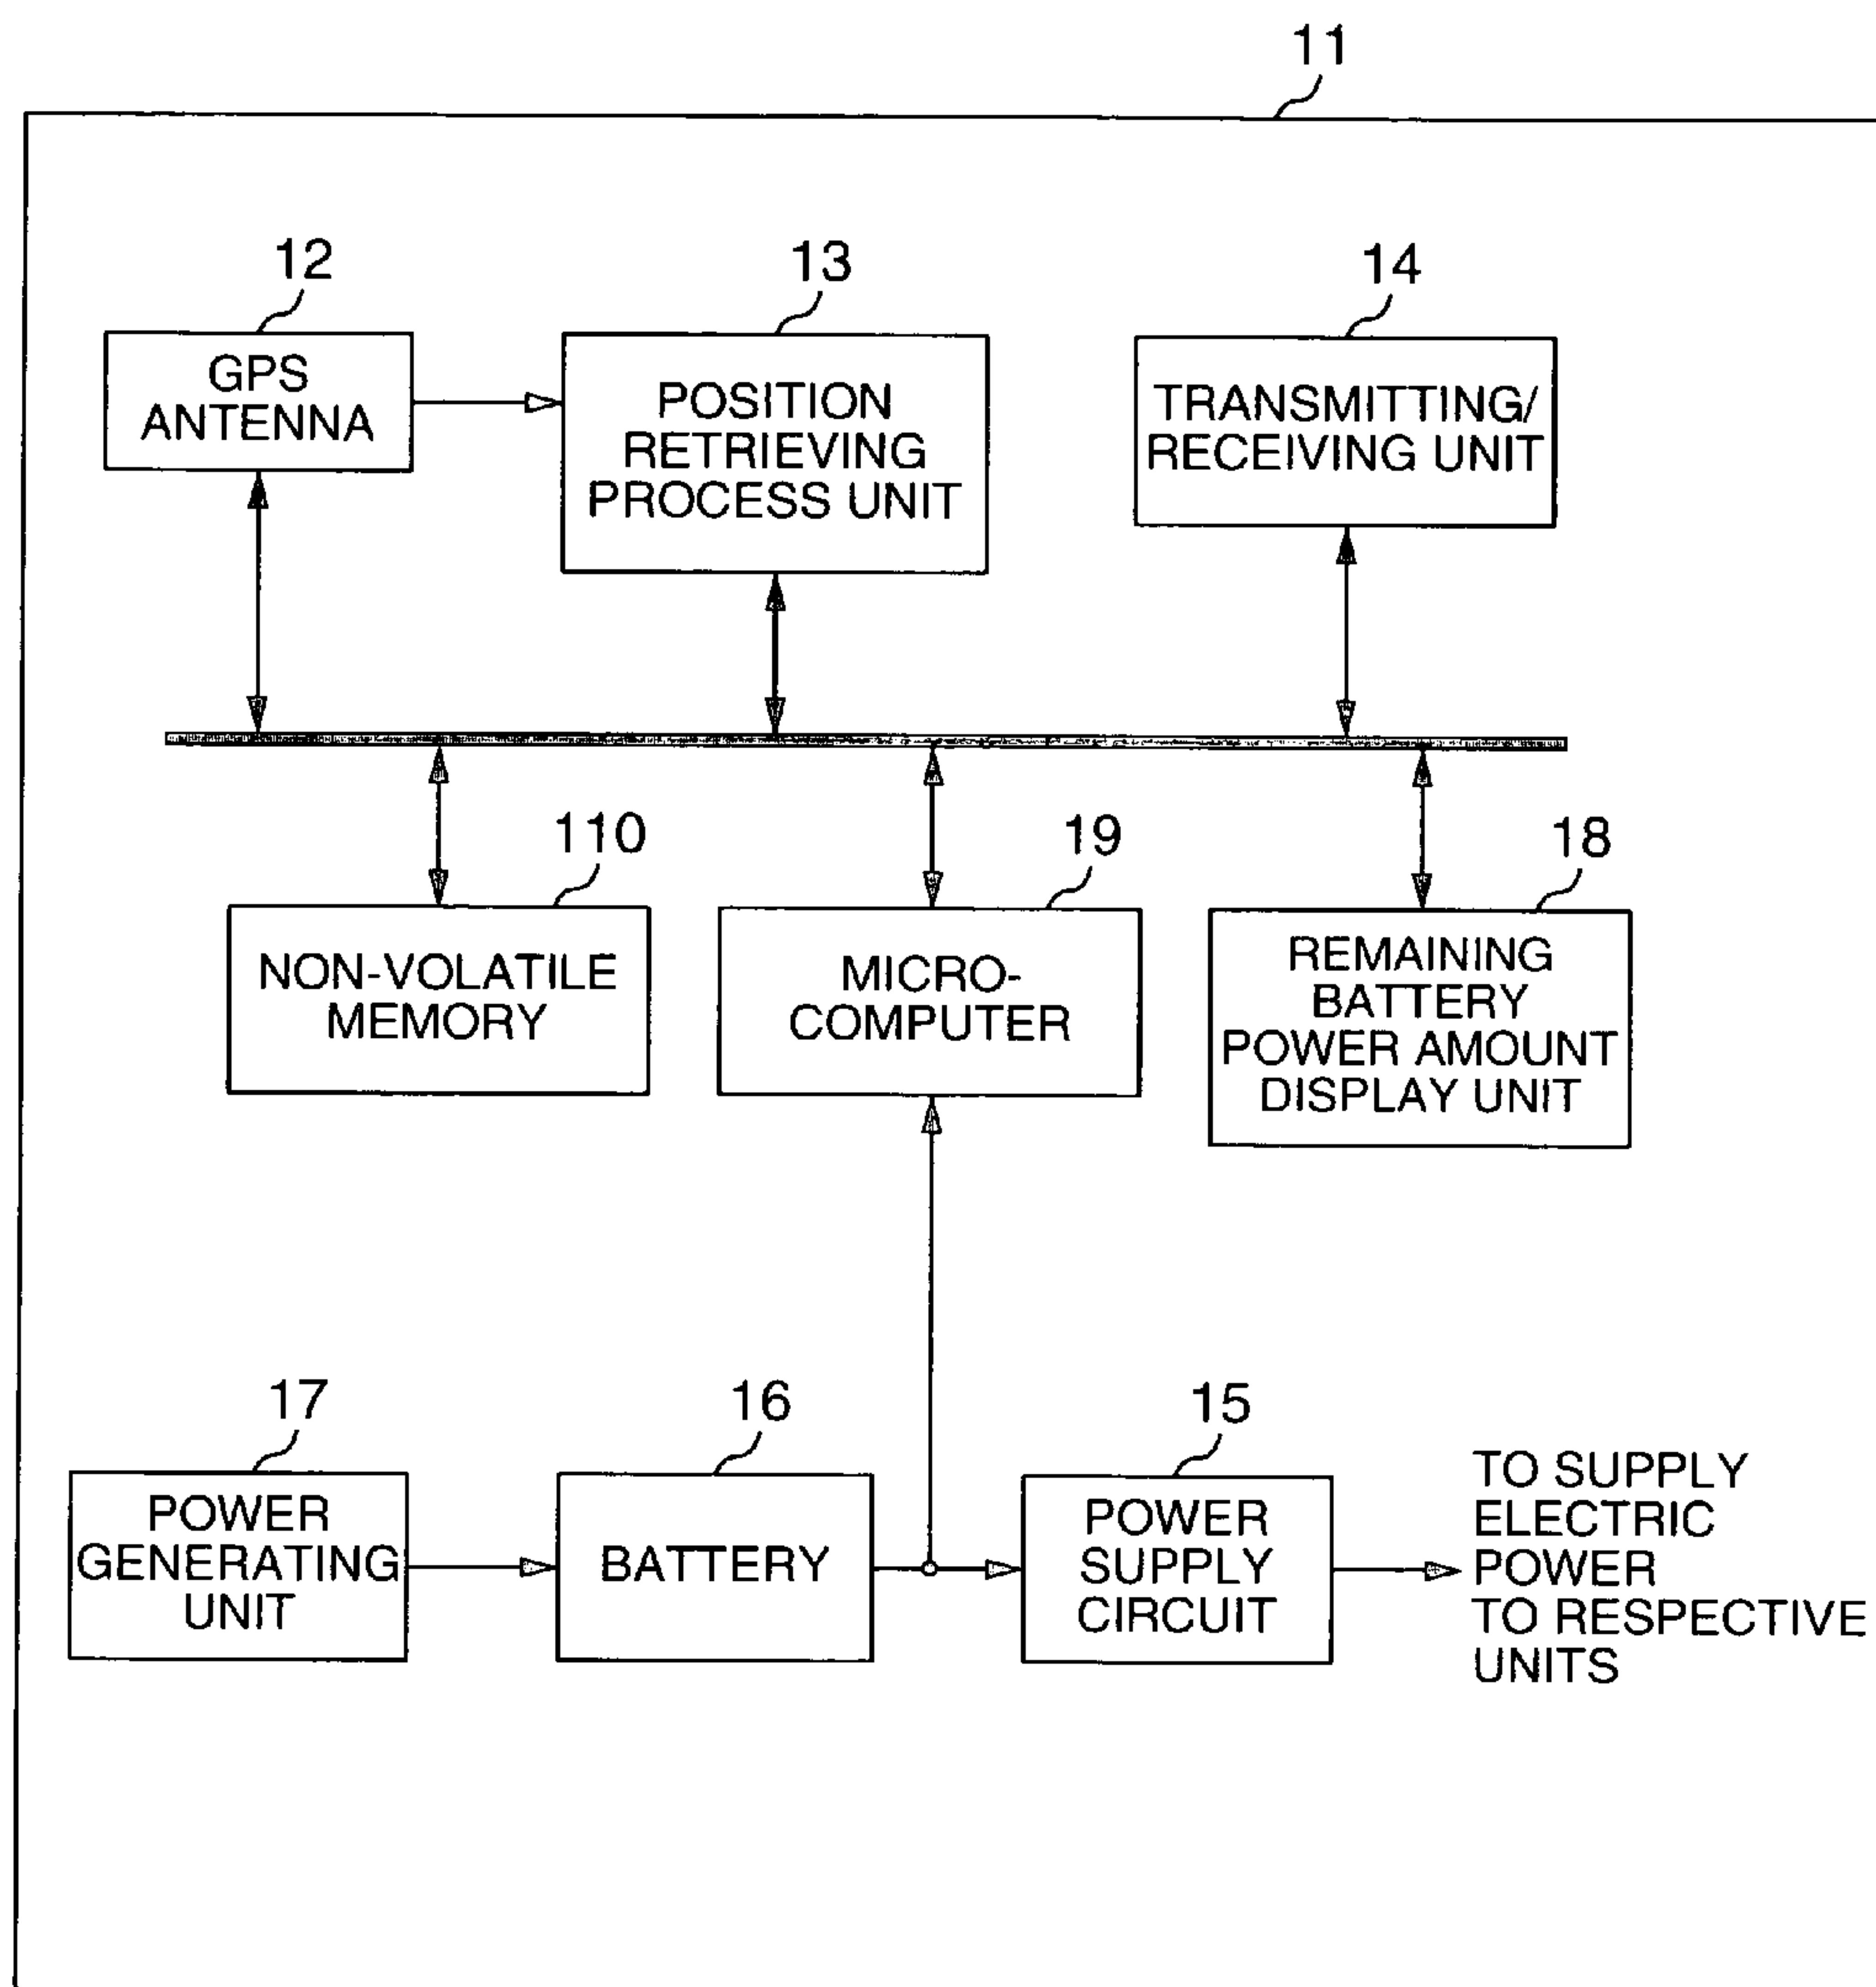 11
12
GPS
ANTENNA
13
POSITION
RETRIEVING
PROCESS UNIT
14
TRANSMITTING/
RECEIVING UNIT
110
NON-VOLATILE
MEMORY
19
MICRO-
COMPUTER
18
REMAINING
BATTERY
POWER AMOUNT
DISPLAY UNIT
17
POWER
GENERATING
UNIT
16
BATTERY
15
POWER
SUPPLY
CIRCUIT
TO SUPPLY
ELECTRIC
POWER
TO RESPECTIVE
UNITS